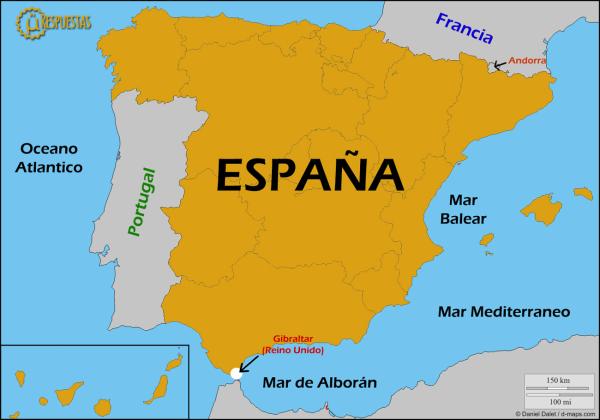 LAS
RESPUESTAS
Francia
Andorra
Oceano
Atlantico
ESPAÑA
Portugal
Mar
Balear
Mar Mediterraneo
Gibraltar
(Reino Unido)
Mar de Alborán
150 km
100 mi
© Daniel Dalet / d-maps.com